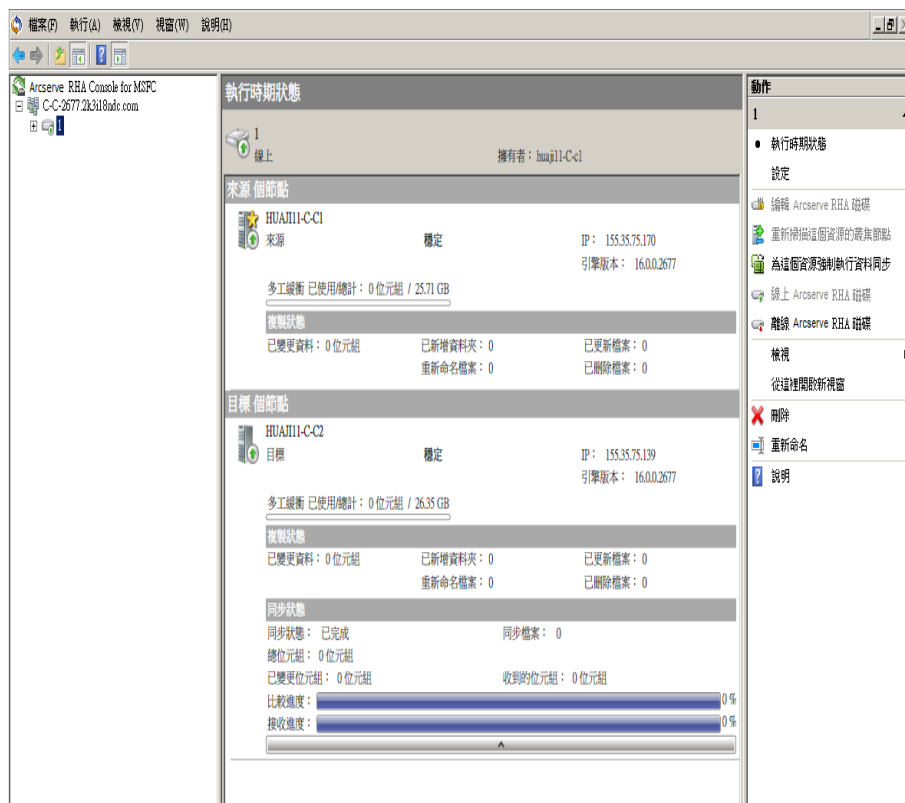 檔案(F) 執行(A) 檢視(V) 視窗(W) 說明(H)
Arcserve RHA Console for MSFC
C-C-2677.2k3i18ndc.com
1
執行時期狀態
1
線上 擁有者： huaji11-C-c1
來源 個節點
HUAJI11-C-C1
來源 穩定 IP： 155.35.75.170
引擎版本： 16.0.0.2677
多工緩衝 已使用/總計： 0 位元組 / 25.71 GB
複製狀態
已變更資料： 0 位元組 已新增資料夾： 0 已更新檔案： 0
重新命名檔案： 0 已刪除檔案： 0
目標 個節點
HUAJI11-C-C2
目標 穩定 IP： 155.35.75.139
引擎版本： 16.0.0.2677
多工緩衝 已使用/總計： 0 位元組 / 26.35 GB
複製狀態
已變更資料： 0 位元組 已新增資料夾： 0 已更新檔案： 0
重新命名檔案： 0 已刪除檔案： 0
同步狀態
同步狀態： 已完成 同步檔案： 0
總位元組： 0 位元組
已變更位元組： 0 位元組 收到的位元組： 0 位元組
比較進度： 0 %
接收進度： 0 %
動作
1
執行時期狀態
設定
編輯 Arcserve RHA 磁碟
重新掃描這個資源的叢集節點
為這個資源強制執行資料同步
線上 Arcserve RHA 磁碟
離線 Arcserve RHA 磁碟
檢視
從這裡開啟新視窗
刪除
重新命名
說明